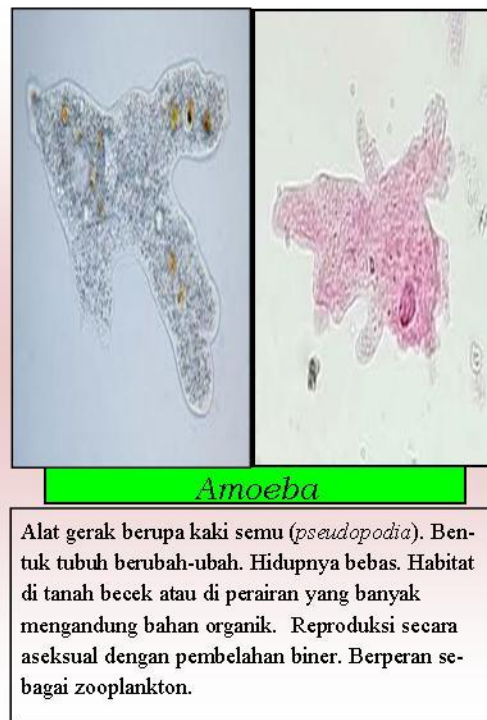 Amoeba
Alat gerak berupa kaki semu (pseudopodia). Ben-
tuk tubuh berubah-ubah. Hidupnya bebas. Habitat
di tanah becek atau di perairan yang banyak
mengandung bahan organik. Reproduksi secara
aseksual dengan pembelahan biner. Berperan se-
bagai zooplankton.